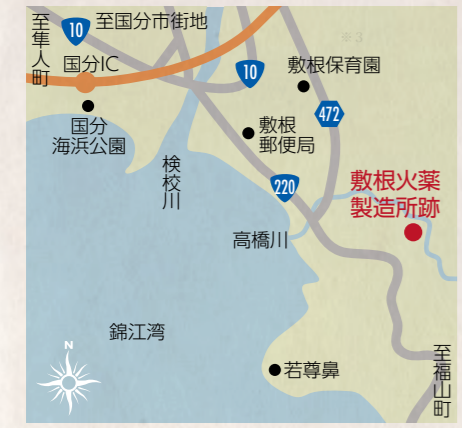 至隼人町
10
至国分市街地
国分IC
国分
海浜公園
検校川
10
敷根保育園
※3
敷根
郵便局
472
220
敷根火薬
製造所跡
高橋川
錦江湾
若尊鼻
至福山町
N